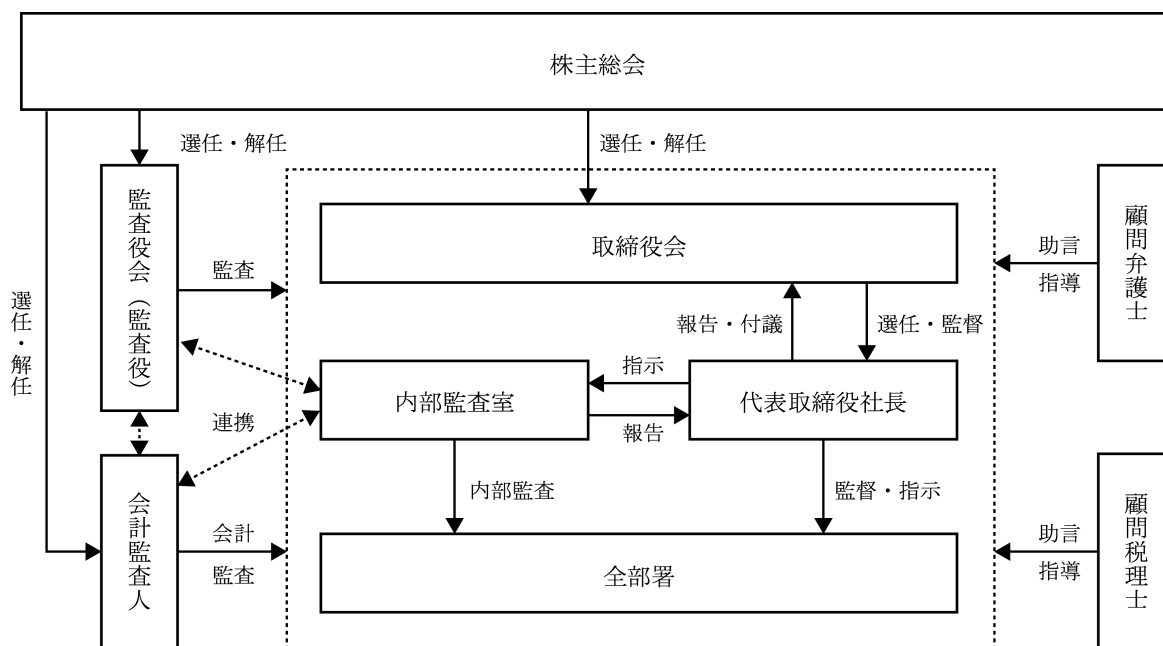 株主総会
選任・解任
選任・解任
選任・解任
監査役会（監査役）
監査
取締役会
助言
指導
顧問弁護士
報告・付議
選任・監督
指示
内部監査室
代表取締役社長
報告
連携
内部監査
監督・指示
会計監査人
会計
監査
全部署
助言
指導
顧問税理士